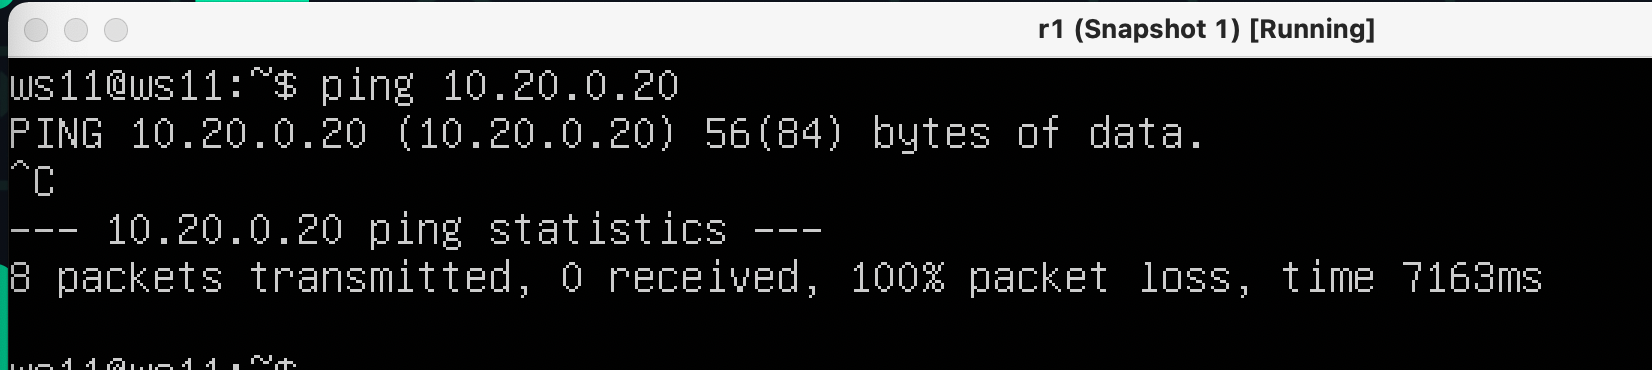 r1 (Snapshot 1) [Running]
ws11@ws11:~$ ping 10.20.0.20
PING 10.20.0.20 (10.20.0.20) 56(84) bytes of data.
^C
--- 10.20.0.20 ping statistics ---
8 packets transmitted, 0 received, 100% packet loss, time 7163ms
ws11@ws11:~$